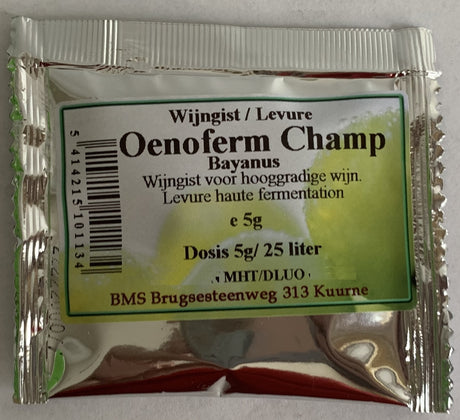 Wijngist / Levure
Oenoferm Champ
Bayanus
Wijngist voor hooggradige wijn.
Levure haute fermentation
e 5g
Dosis 5g/ 25 liter
MHT/DLUO
BMS Brugsesteenweg 313 Kuurne
5 414215 101134